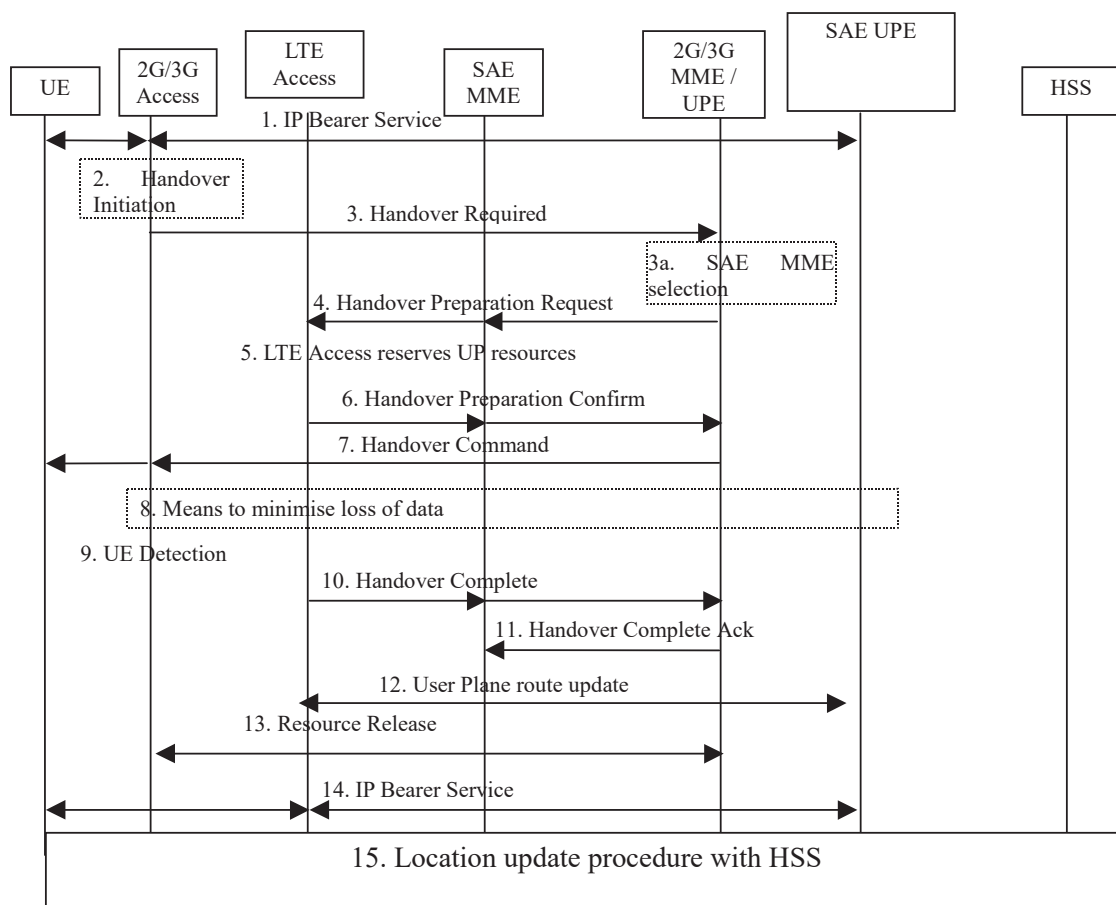 UE
2G/3G
Access
LTE
Access
SAE
MME
2G/3G
MME /
UPE
SAE UPE
HSS
1. IP Bearer Service
2. Handover
Initiation
3. Handover Required
3a. SAE MME
selection
4. Handover Preparation Request
5. LTE Access reserves UP resources
6. Handover Preparation Confirm
7. Handover Command
8. Means to minimise loss of data
9. UE Detection
10. Handover Complete
11. Handover Complete Ack
12. User Plane route update
13. Resource Release
14. IP Bearer Service
15. Location update procedure with HSS